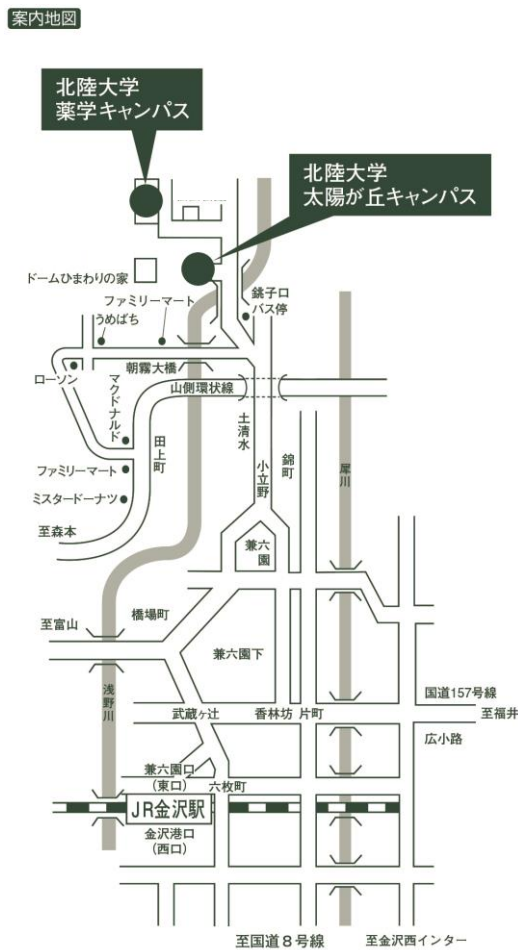 案内地図
北陸大学
薬学キャンパス
北陸大学
太陽が丘キャンパス
ドームひまわりの家
ファミリーマート
うめばち
銚子口
バス停
朝霧大橋
ローソン
マクドナルド
山側環状線
田上町
土清水
小立野
錦町
犀川
ファミリーマート
ミスタードーナツ
至森本
兼六
園
橋場町
至富山
兼六園下
浅野川
武蔵ヶ辻
香林坊
片町
国道157号線
至福井
広小路
兼六園口
(東口)
六枚町
JR金沢駅
金沢港口
(西口)
至国道8号線
至金沢西インター